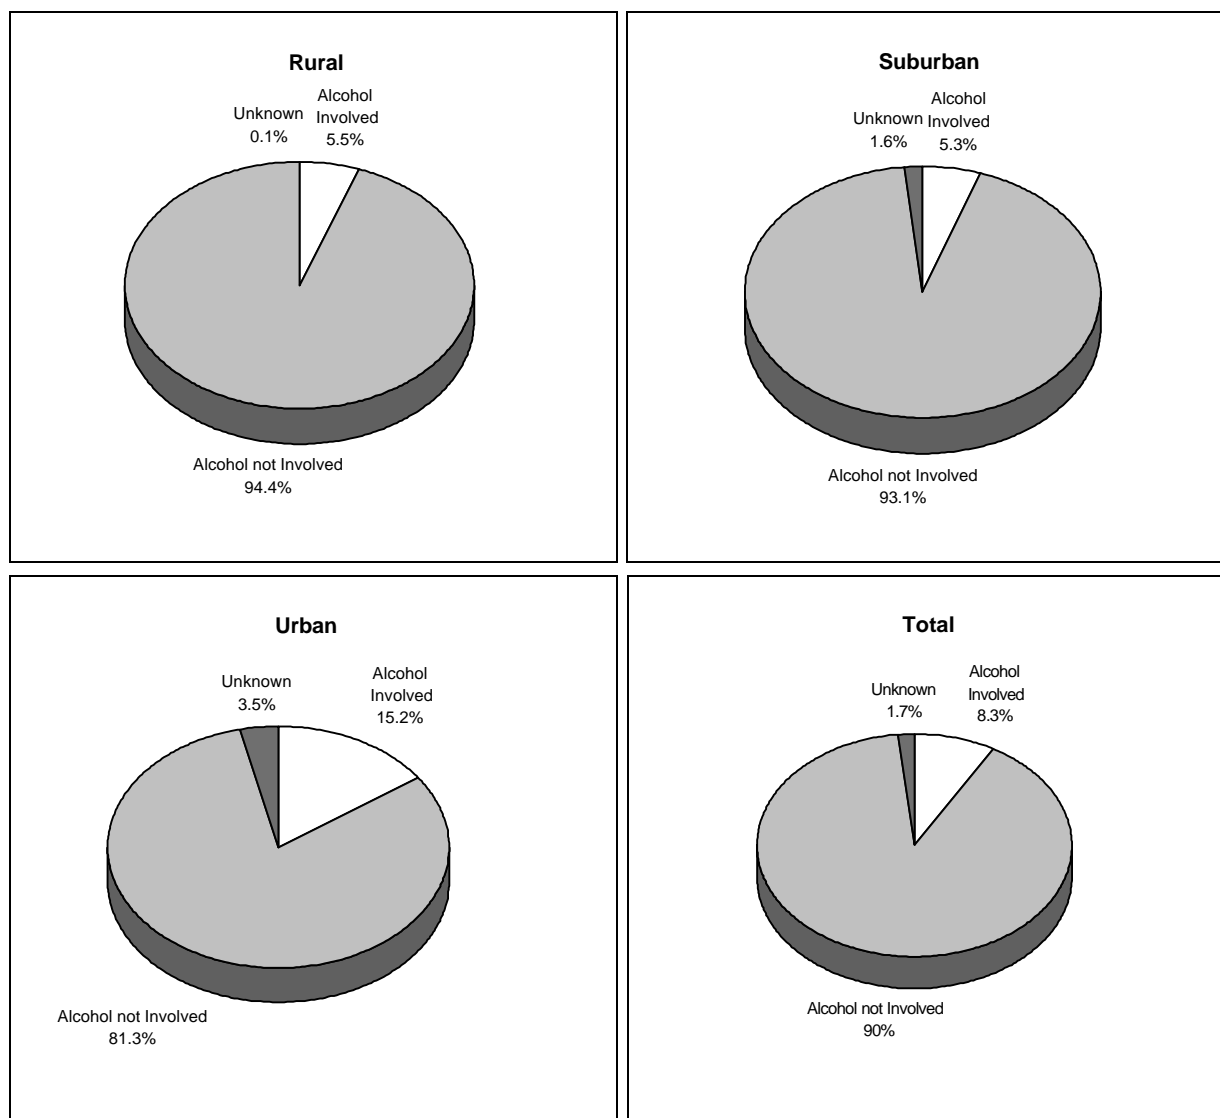 Rural
Unknown
0.1%
Alcohol
Involved
5.5%
Alcohol not Involved
94.4%
Suburban
Unknown
1.6%
Alcohol
Involved
5.3%
Alcohol not Involved
93.1%
Urban
Unknown
3.5%
Alcohol
Involved
15.2%
Alcohol not Involved
81.3%
Total
Unknown
1.7%
Alcohol
Involved
8.3%
Alcohol not Involved
90%